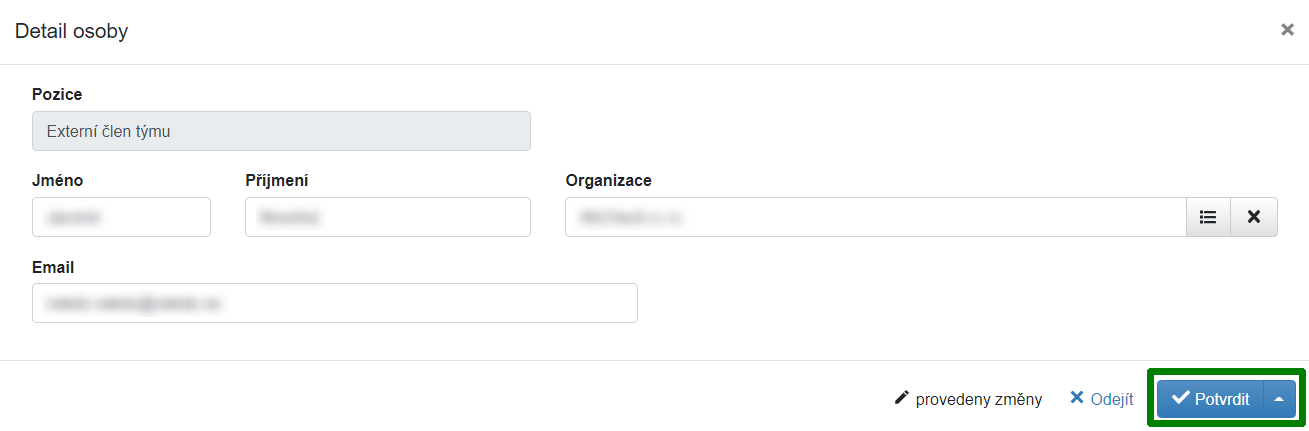 Detail osoby
Pozice
Externí člen týmu
Jméno Příjmení Organizace
Email
provedeny změny Odejít Potvrdit